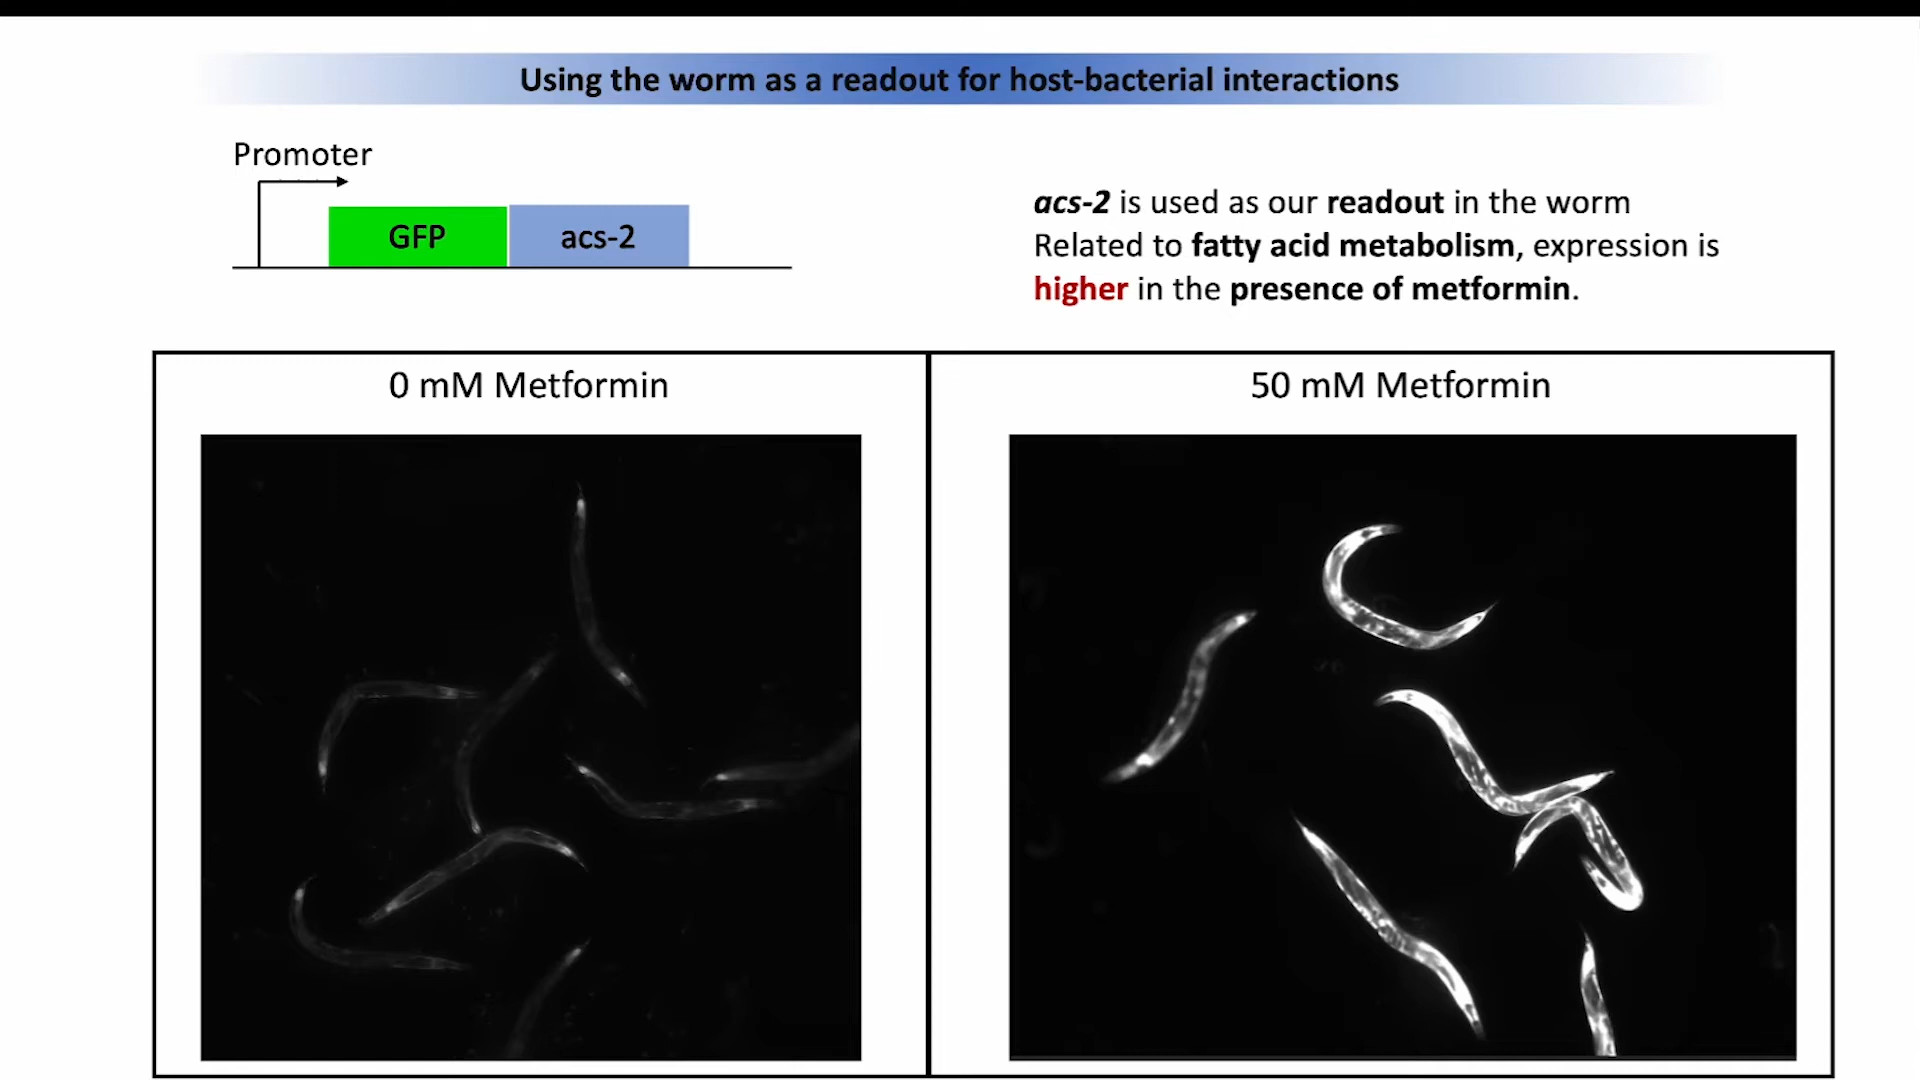 Using the worm as a readout for host-bacterial interactions
Promoter
GFP
acs-2
acs-2 is used as our readout in the worm
Related to fatty acid metabolism, expression is
higher in the presence of metformin.
0 mM Metformin
50 mM Metformin